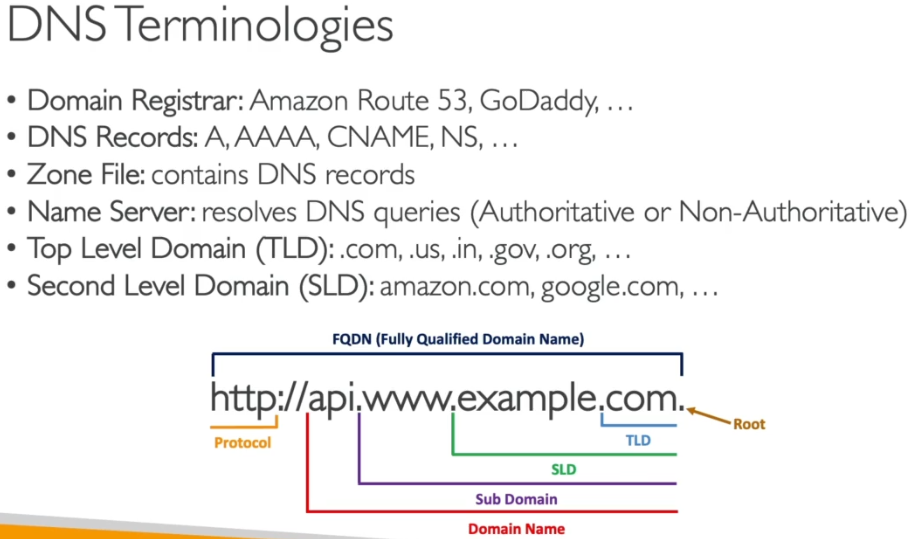 DNS Terminologies
• Domain Registrar: Amazon Route 53, GoDaddy, …
• DNS Records: A, AAAA, CNAME, NS, …
• Zone File: contains DNS records
• Name Server: resolves DNS queries (Authoritative or Non-Authoritative)
• Top Level Domain (TLD): .com, .us, .in, .gov, .org, …
• Second Level Domain (SLD): amazon.com, google.com, …
FQDN (Fully Qualified Domain Name)
http://api.www.example.com.
Root
Protocol
TLD
SLD
Sub Domain
Domain Name